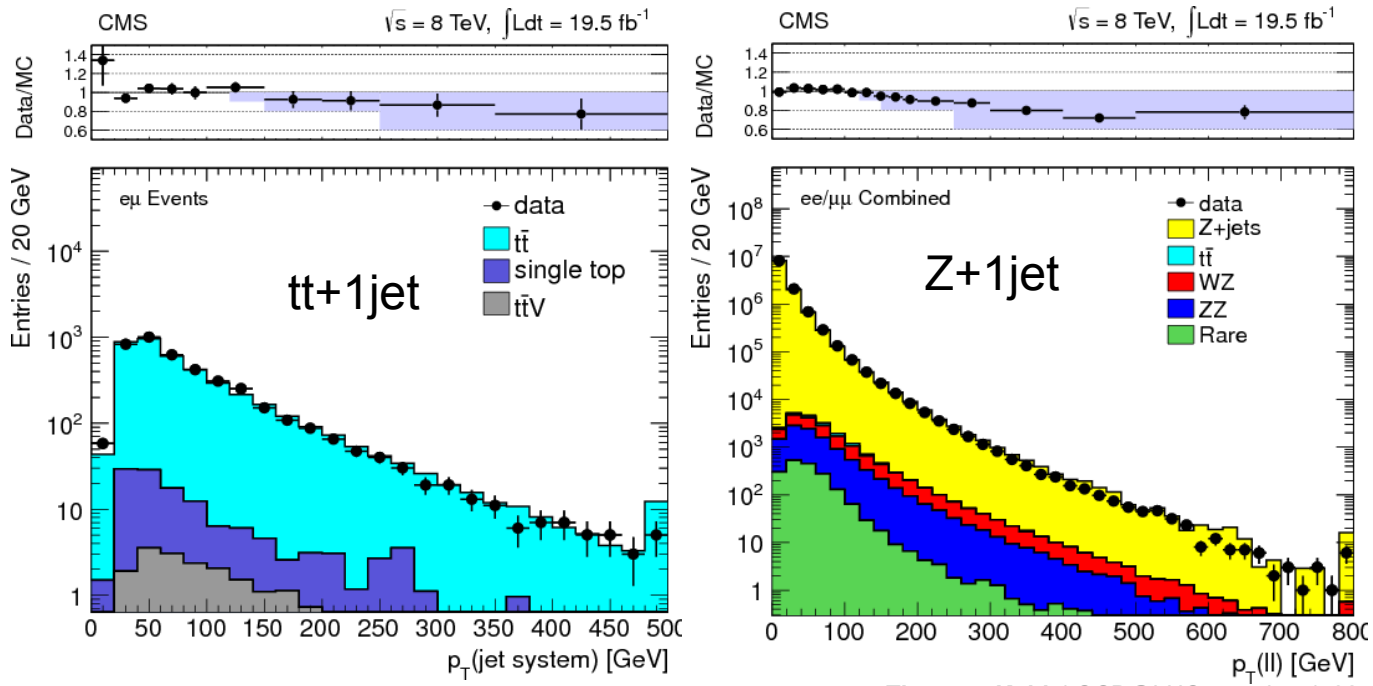 CMS √s = 8 TeV, ∫Ldt = 19.5 fb⁻¹
Data/MC
1.4
1.2
1
0.8
0.6
Entries / 20 GeV
eμ Events
data
tt̄
single top
tt̄V
tt+1jet
10⁴
10³
10²
10
1
0 50 100 150 200 250 300 350 400 450 500
p_T(jet system) [GeV]
CMS √s = 8 TeV, ∫Ldt = 19.5 fb⁻¹
Data/MC
1.4
1.2
1
0.8
0.6
Entries / 20 GeV
ee/μμ Combined
data
Z+jets
tt̄
WZ
ZZ
Rare
Z+1jet
10⁸
10⁷
10⁶
10⁵
10⁴
10³
10²
10
1
0 100 200 300 400 500 600 700 800
p_T(ll) [GeV]